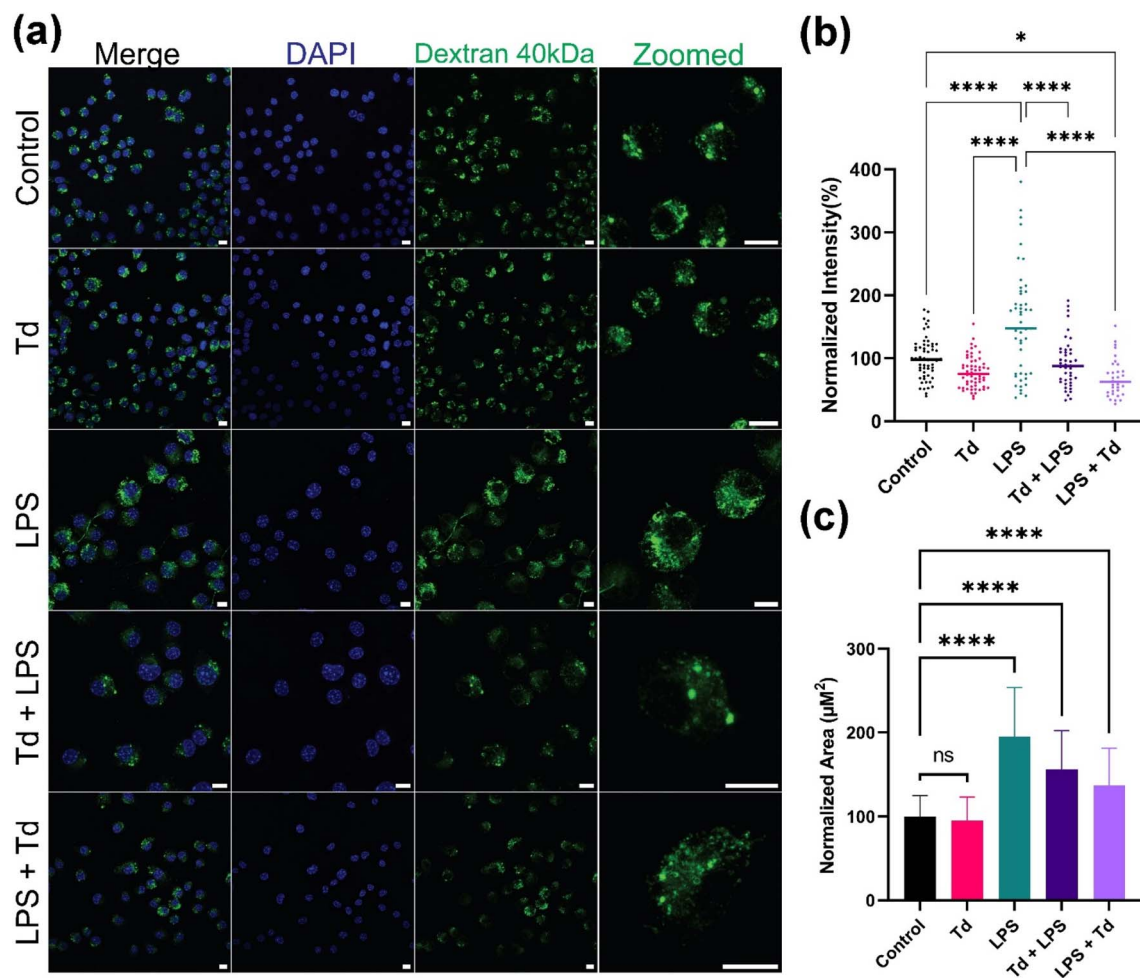 (a)
Merge DAPI Dextran 40kDa Zoomed
Control
Td
LPS
Td + LPS
LPS + Td
(b)
*
**** ****
**** ****
Normalized Intensity(%)
400
300
200
100
0
Control Td LPS Td + LPS LPS + Td
(c)
****
****
****
ns
Normalized Area (µM²)
300
200
100
0
Control Td LPS Td + LPS LPS + Td